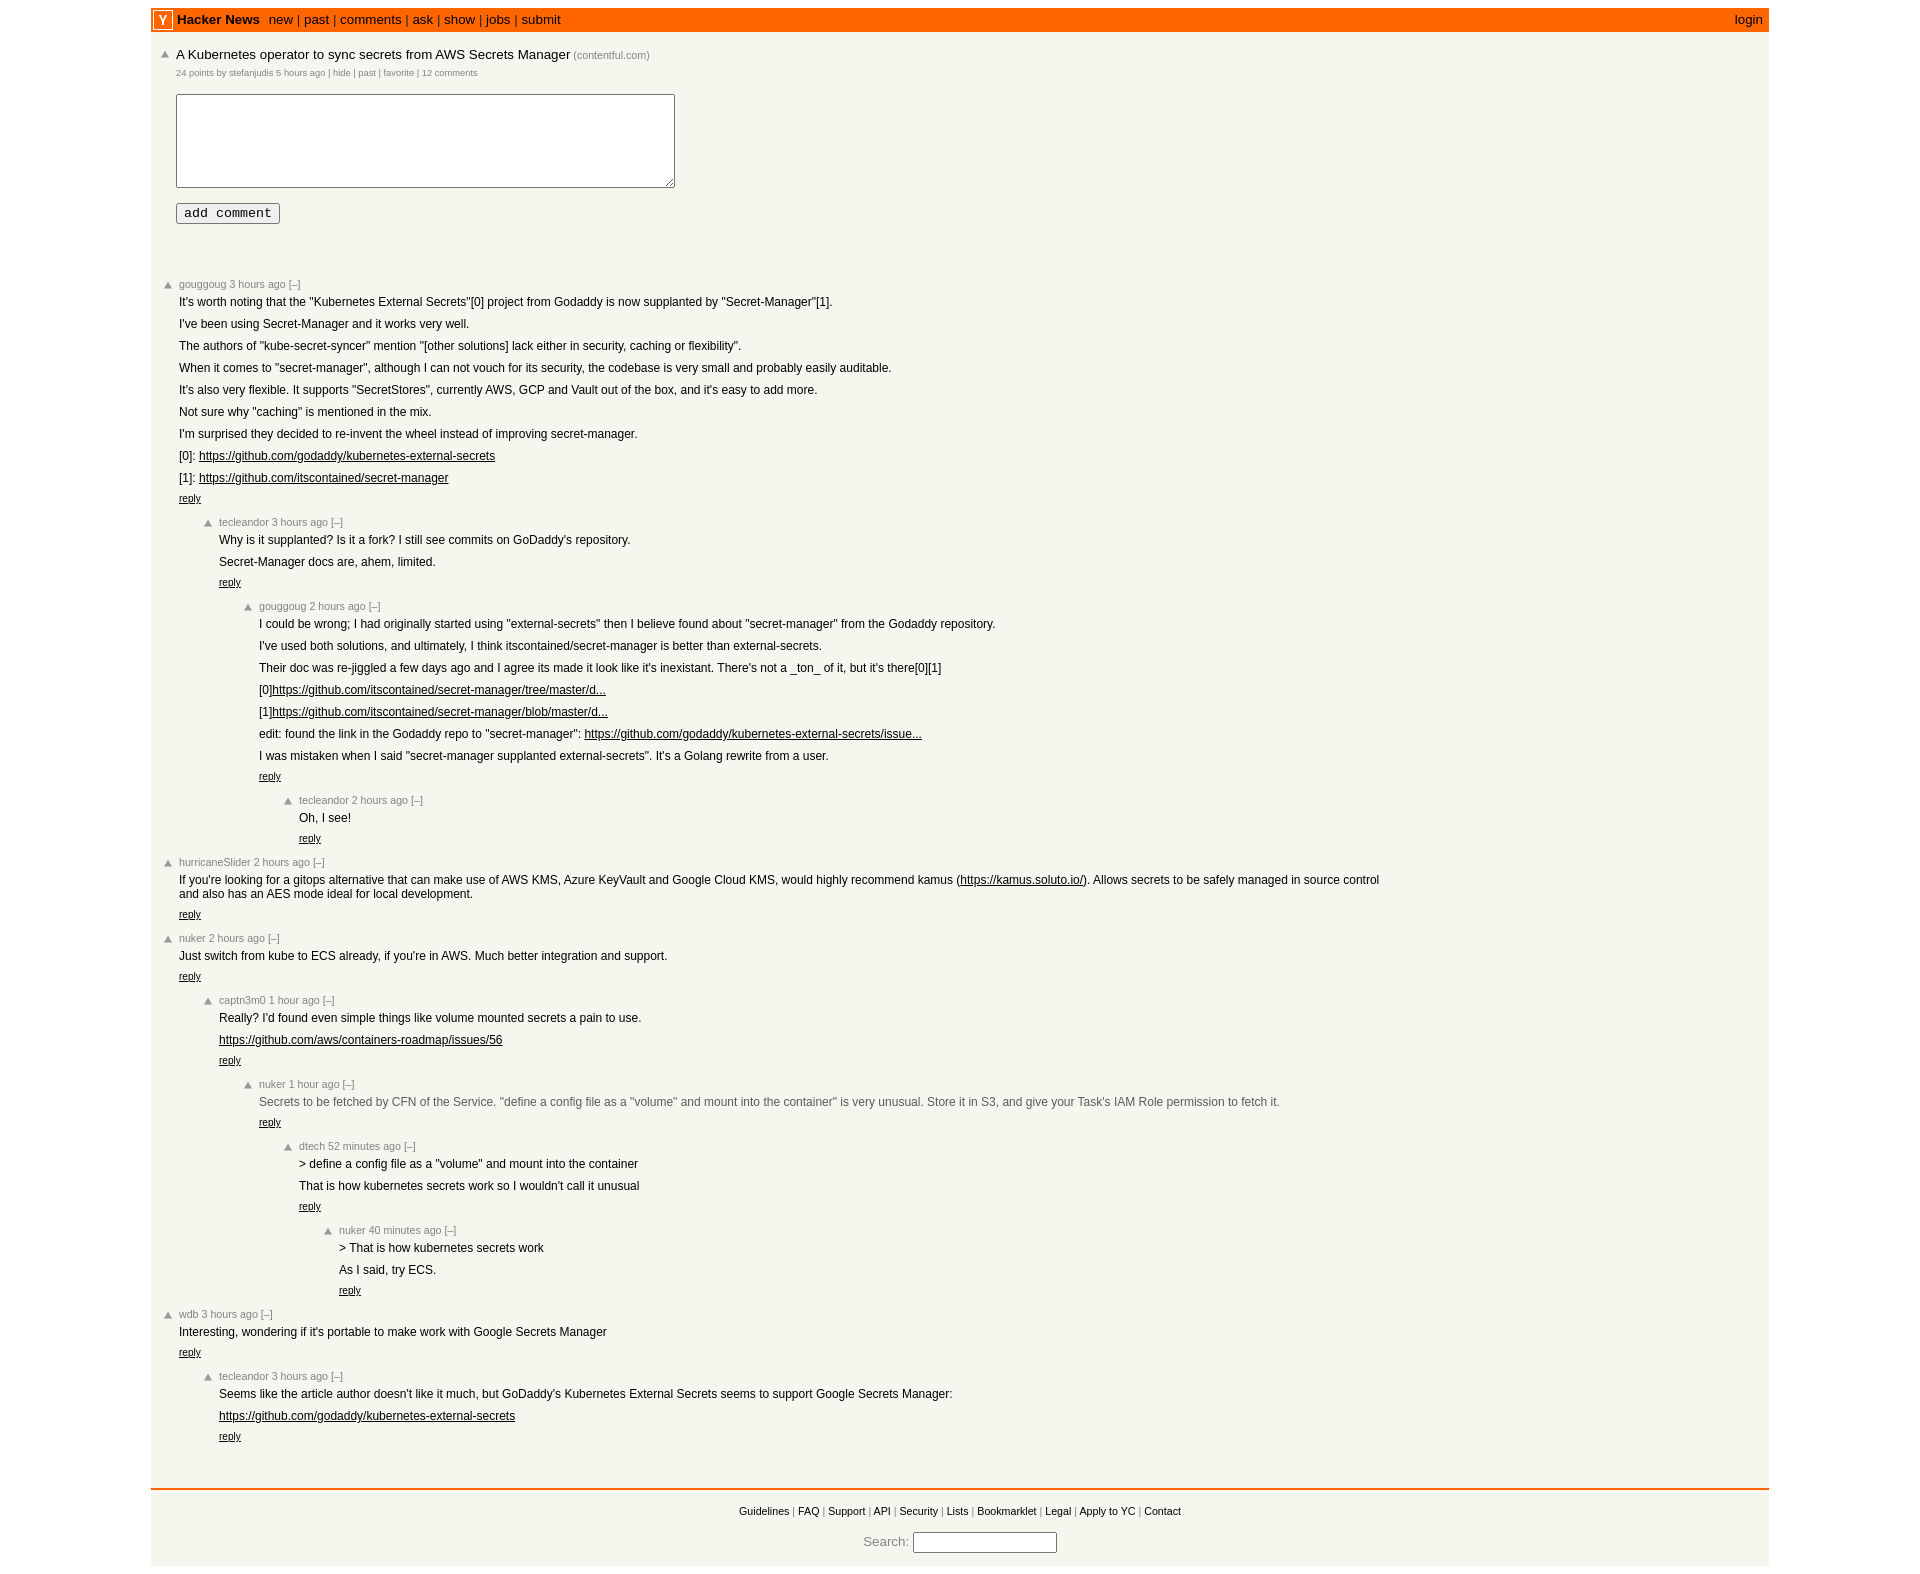 Y Hacker News new | past | comments | ask | show | jobs | submit login
A Kubernetes operator to sync secrets from AWS Secrets Manager (contentful.com)
24 points by stefanjudis 5 hours ago | hide | past | favorite | 12 comments
add comment
gouggoug 3 hours ago [–]
It's worth noting that the "Kubernetes External Secrets"[0] project from Godaddy is now supplanted by "Secret-Manager"[1].
I've been using Secret-Manager and it works very well.
The authors of "kube-secret-syncer" mention "[other solutions] lack either in security, caching or flexibility".
When it comes to "secret-manager", although I can not vouch for its security, the codebase is very small and probably easily auditable.
It's also very flexible. It supports "SecretStores", currently AWS, GCP and Vault out of the box, and it's easy to add more.
Not sure why "caching" is mentioned in the mix.
I'm surprised they decided to re-invent the wheel instead of improving secret-manager.
[0]: https://github.com/godaddy/kubernetes-external-secrets
[1]: https://github.com/itscontained/secret-manager
reply
tecleandor 3 hours ago [–]
Why is it supplanted? Is it a fork? I still see commits on GoDaddy's repository.
Secret-Manager docs are, ahem, limited.
reply
gouggoug 2 hours ago [–]
I could be wrong; I had originally started using "external-secrets" then I believe found about "secret-manager" from the Godaddy repository.
I've used both solutions, and ultimately, I think itscontained/secret-manager is better than external-secrets.
Their doc was re-jiggled a few days ago and I agree its made it look like it's inexistant. There's not a _ton_ of it, but it's there[0][1]
[0]https://github.com/itscontained/secret-manager/tree/master/d...
[1]https://github.com/itscontained/secret-manager/blob/master/d...
edit: found the link in the Godaddy repo to "secret-manager": https://github.com/godaddy/kubernetes-external-secrets/issue...
I was mistaken when I said "secret-manager supplanted external-secrets". It's a Golang rewrite from a user.
reply
tecleandor 2 hours ago [–]
Oh, I see!
reply
hurricaneSlider 2 hours ago [–]
If you're looking for a gitops alternative that can make use of AWS KMS, Azure KeyVault and Google Cloud KMS, would highly recommend kamus (https://kamus.soluto.io/). Allows secrets to be safely managed in source control
and also has an AES mode ideal for local development.
reply
nuker 2 hours ago [–]
Just switch from kube to ECS already, if you're in AWS. Much better integration and support.
reply
captn3m0 1 hour ago [–]
Really? I'd found even simple things like volume mounted secrets a pain to use.
https://github.com/aws/containers-roadmap/issues/56
reply
nuker 1 hour ago [–]
Secrets to be fetched by CFN of the Service. "define a config file as a "volume" and mount into the container" is very unusual. Store it in S3, and give your Task's IAM Role permission to fetch it.
reply
dtech 52 minutes ago [–]
> define a config file as a "volume" and mount into the container
That is how kubernetes secrets work so I wouldn't call it unusual
reply
nuker 40 minutes ago [–]
> That is how kubernetes secrets work
As I said, try ECS.
reply
wdb 3 hours ago [–]
Interesting, wondering if it's portable to make work with Google Secrets Manager
reply
tecleandor 3 hours ago [–]
Seems like the article author doesn't like it much, but GoDaddy's Kubernetes External Secrets seems to support Google Secrets Manager:
https://github.com/godaddy/kubernetes-external-secrets
reply
Guidelines | FAQ | Support | API | Security | Lists | Bookmarklet | Legal | Apply to YC | Contact
Search: